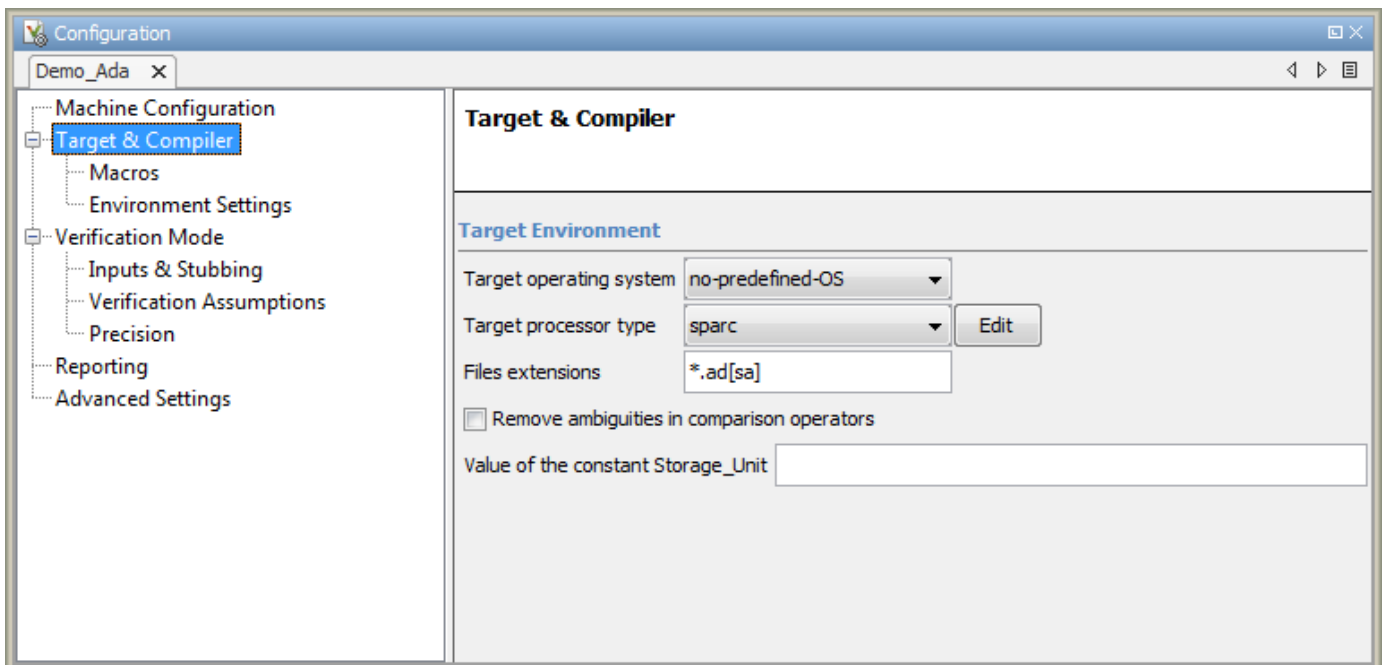 Configuration
Demo_Ada
Machine Configuration
Target & Compiler
Macros
Environment Settings
Verification Mode
Inputs & Stubbing
Verification Assumptions
Precision
Reporting
Advanced Settings
Target & Compiler
Target Environment
Target operating system no-predefined-OS
Target processor type sparc Edit
Files extensions *.ad[sa]
Remove ambiguities in comparison operators
Value of the constant Storage_Unit